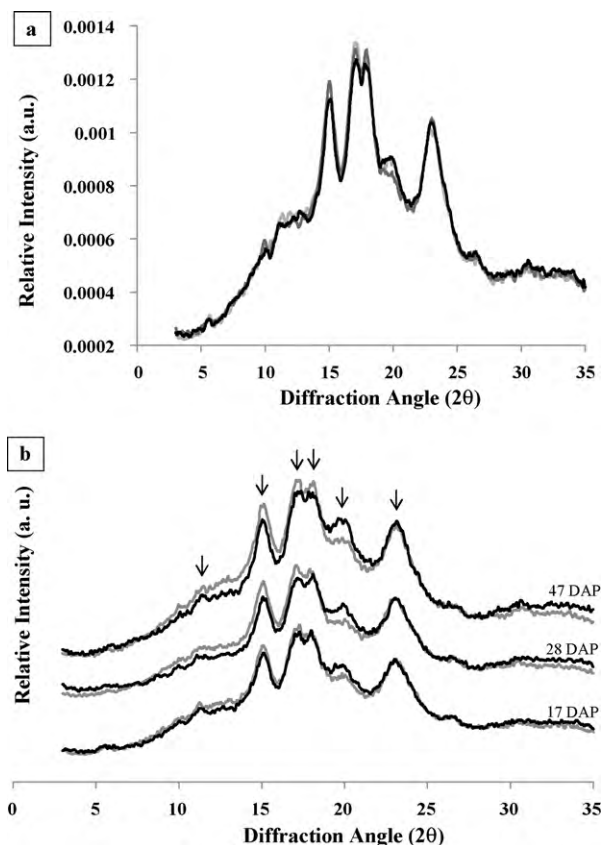 a
0.0014
0.0012
0.001
0.0008
0.0006
0.0004
0.0002
Relative Intensity (a.u.)
0 5 10 15 20 25 30 35
Diffraction Angle (2θ)
b
Relative Intensity (a. u.)
47 DAP
28 DAP
17 DAP
0 5 10 15 20 25 30 35
Diffraction Angle (2θ)